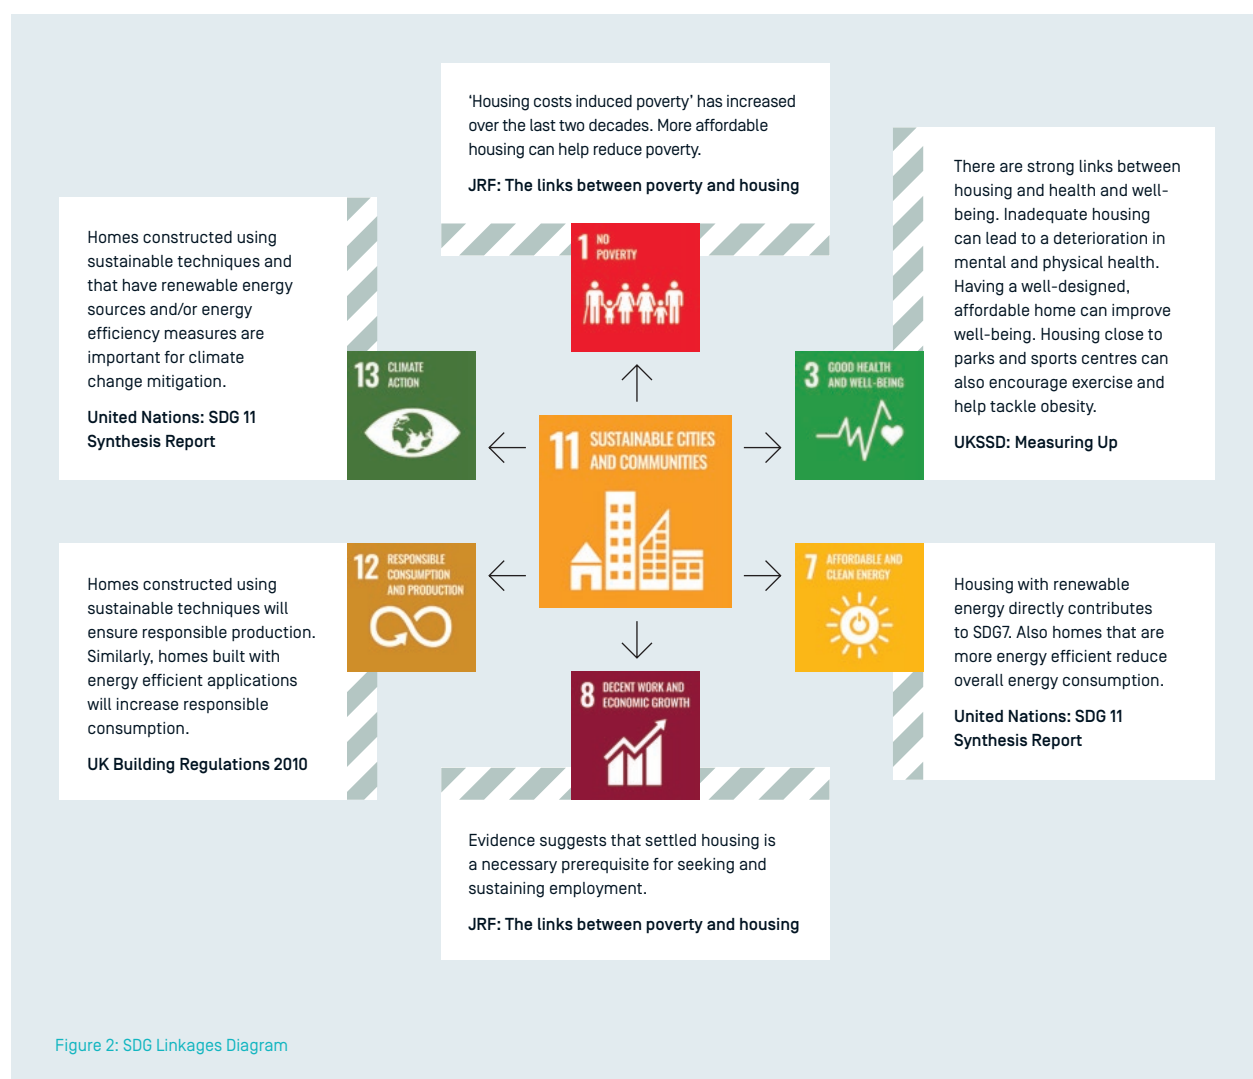 ‘Housing costs induced poverty’ has increased
over the last two decades. More affordable
housing can help reduce poverty.
JRF: The links between poverty and housing
1 NO
POVERTY
There are strong links between
housing and health and well-
being. Inadequate housing
can lead to a deterioration in
mental and physical health.
Having a well-designed,
affordable home can improve
well-being. Housing close to
parks and sports centres can
also encourage exercise and
help tackle obesity.
UKSSD: Measuring Up
3 GOOD HEALTH
AND WELL-BEING
Homes constructed using
sustainable techniques and
that have renewable energy
sources and/or energy
efficiency measures are
important for climate
change mitigation.
United Nations: SDG 11
Synthesis Report
13 CLIMATE
ACTION
11 SUSTAINABLE CITIES
AND COMMUNITIES
Homes constructed using
sustainable techniques will
ensure responsible production.
Similarly, homes built with
energy efficient applications
will increase responsible
consumption.
UK Building Regulations 2010
12 RESPONSIBLE
CONSUMPTION
AND PRODUCTION
7 AFFORDABLE AND
CLEAN ENERGY
Housing with renewable
energy directly contributes
to SDG7. Also homes that are
more energy efficient reduce
overall energy consumption.
United Nations: SDG 11
Synthesis Report
8 DECENT WORK AND
ECONOMIC GROWTH
Evidence suggests that settled housing is
a necessary prerequisite for seeking and
sustaining employment.
JRF: The links between poverty and housing
Figure 2: SDG Linkages Diagram